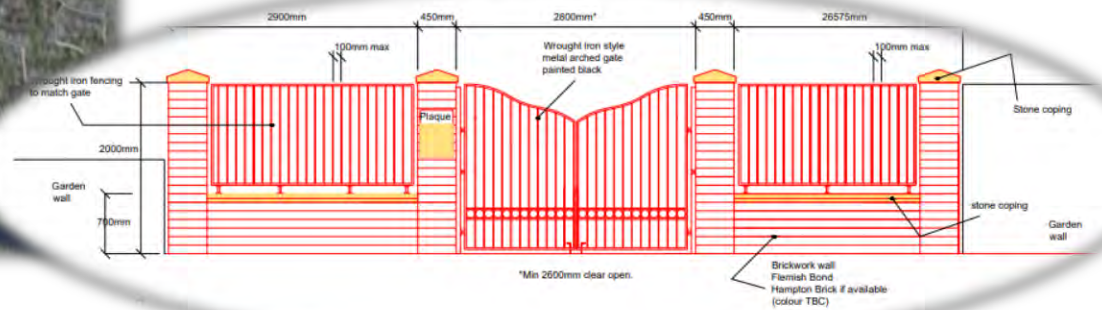 2900mm
450mm
2800mm*
450mm
26575mm
100mm max
Wrought iron style
metal arched gate
painted black
100mm max
Wrought iron fencing
to match gate
Stone coping
Plaque
2000mm
Garden
wall
700mm
stone coping
Garden
wall
*Min 2600mm clear open.
Brickwork wall
Flemish Bond
Hampton Brick if available
(colour TBC)